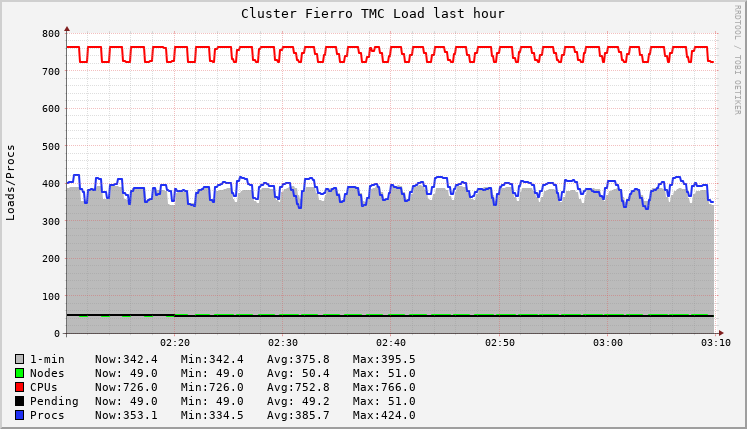 Cluster Fierro TMC Load last hour
RRDTOOL / TOBI OETIKER
Loads/Procs
800
700
600
500
400
300
200
100
0
02:20 02:30 02:40 02:50 03:00 03:10
1-min Now:342.4 Min:342.4 Avg:375.8 Max:395.5
Nodes Now: 49.0 Min: 49.0 Avg: 50.4 Max: 51.0
CPUs Now:726.0 Min:726.0 Avg:752.8 Max:766.0
Pending Now: 49.0 Min: 49.0 Avg: 49.2 Max: 51.0
Procs Now:353.1 Min:334.5 Avg:385.7 Max:424.0